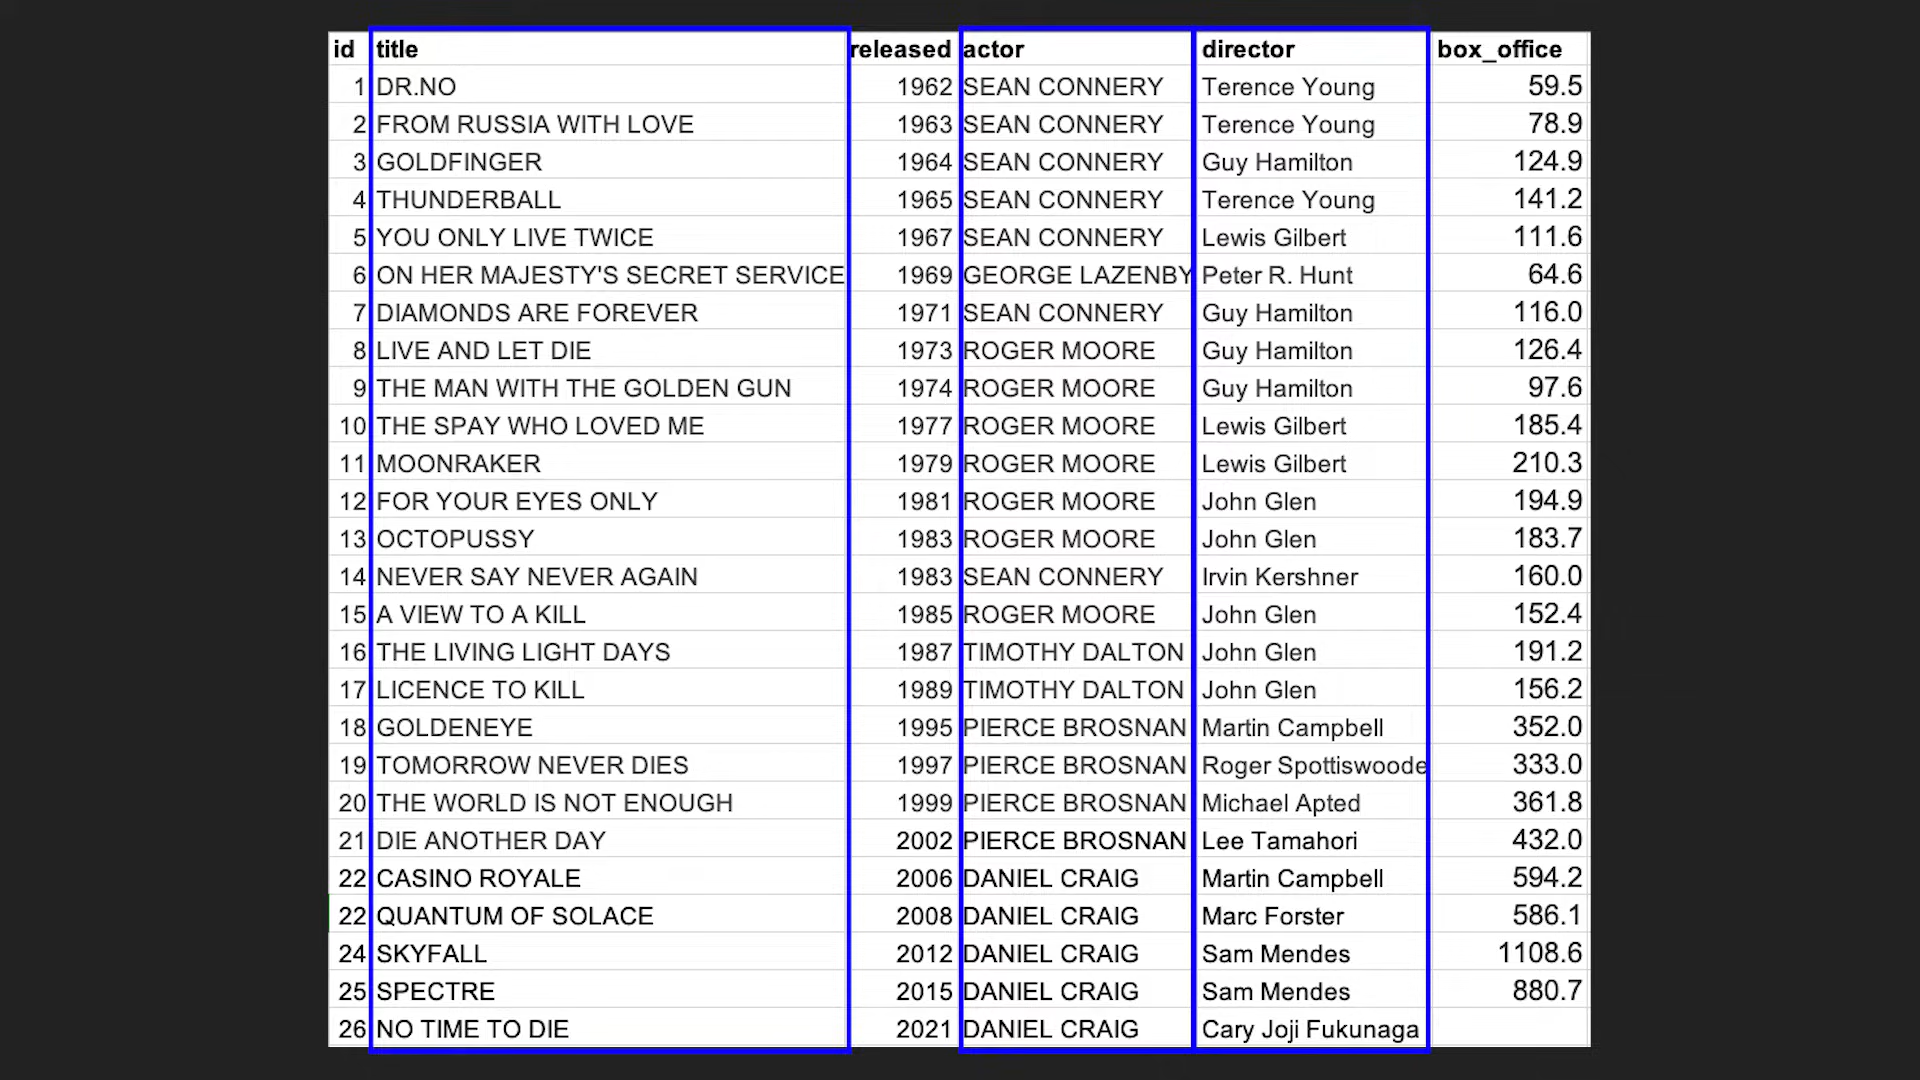 id title released actor director box_office
1 DR.NO 1962 SEAN CONNERY Terence Young 59.5
2 FROM RUSSIA WITH LOVE 1963 SEAN CONNERY Terence Young 78.9
3 GOLDFINGER 1964 SEAN CONNERY Guy Hamilton 124.9
4 THUNDERBALL 1965 SEAN CONNERY Terence Young 141.2
5 YOU ONLY LIVE TWICE 1967 SEAN CONNERY Lewis Gilbert 111.6
6 ON HER MAJESTY'S SECRET SERVICE 1969 GEORGE LAZENBY Peter R. Hunt 64.6
7 DIAMONDS ARE FOREVER 1971 SEAN CONNERY Guy Hamilton 116.0
8 LIVE AND LET DIE 1973 ROGER MOORE Guy Hamilton 126.4
9 THE MAN WITH THE GOLDEN GUN 1974 ROGER MOORE Guy Hamilton 97.6
10 THE SPAY WHO LOVED ME 1977 ROGER MOORE Lewis Gilbert 185.4
11 MOONRAKER 1979 ROGER MOORE Lewis Gilbert 210.3
12 FOR YOUR EYES ONLY 1981 ROGER MOORE John Glen 194.9
13 OCTOPUSSY 1983 ROGER MOORE John Glen 183.7
14 NEVER SAY NEVER AGAIN 1983 SEAN CONNERY Irvin Kershner 160.0
15 A VIEW TO A KILL 1985 ROGER MOORE John Glen 152.4
16 THE LIVING LIGHT DAYS 1987 TIMOTHY DALTON John Glen 191.2
17 LICENCE TO KILL 1989 TIMOTHY DALTON John Glen 156.2
18 GOLDENEYE 1995 PIERCE BROSNAN Martin Campbell 352.0
19 TOMORROW NEVER DIES 1997 PIERCE BROSNAN Roger Spottiswoode 333.0
20 THE WORLD IS NOT ENOUGH 1999 PIERCE BROSNAN Michael Apted 361.8
21 DIE ANOTHER DAY 2002 PIERCE BROSNAN Lee Tamahori 432.0
22 CASINO ROYALE 2006 DANIEL CRAIG Martin Campbell 594.2
22 QUANTUM OF SOLACE 2008 DANIEL CRAIG Marc Forster 586.1
24 SKYFALL 2012 DANIEL CRAIG Sam Mendes 1108.6
25 SPECTRE 2015 DANIEL CRAIG Sam Mendes 880.7
26 NO TIME TO DIE 2021 DANIEL CRAIG Cary Joji Fukunaga